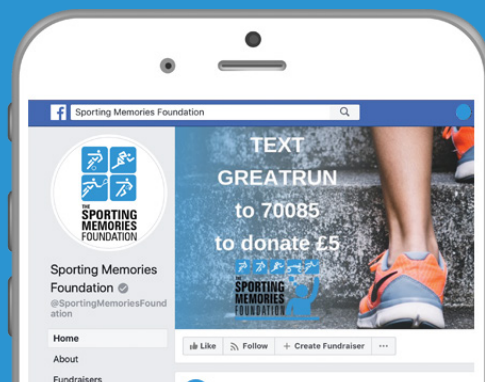 Sporting Memories Foundation
TEXT
GREATRUN
to 70085
to donate £5
THE
SPORTING
MEMORIES
FOUNDATION
THE
SPORTING
MEMORIES
FOUNDATION
Sporting Memories
Foundation
@SportingMemoriesFound
ation
Home
About
Fundraisers
Like Follow + Create Fundraiser ...